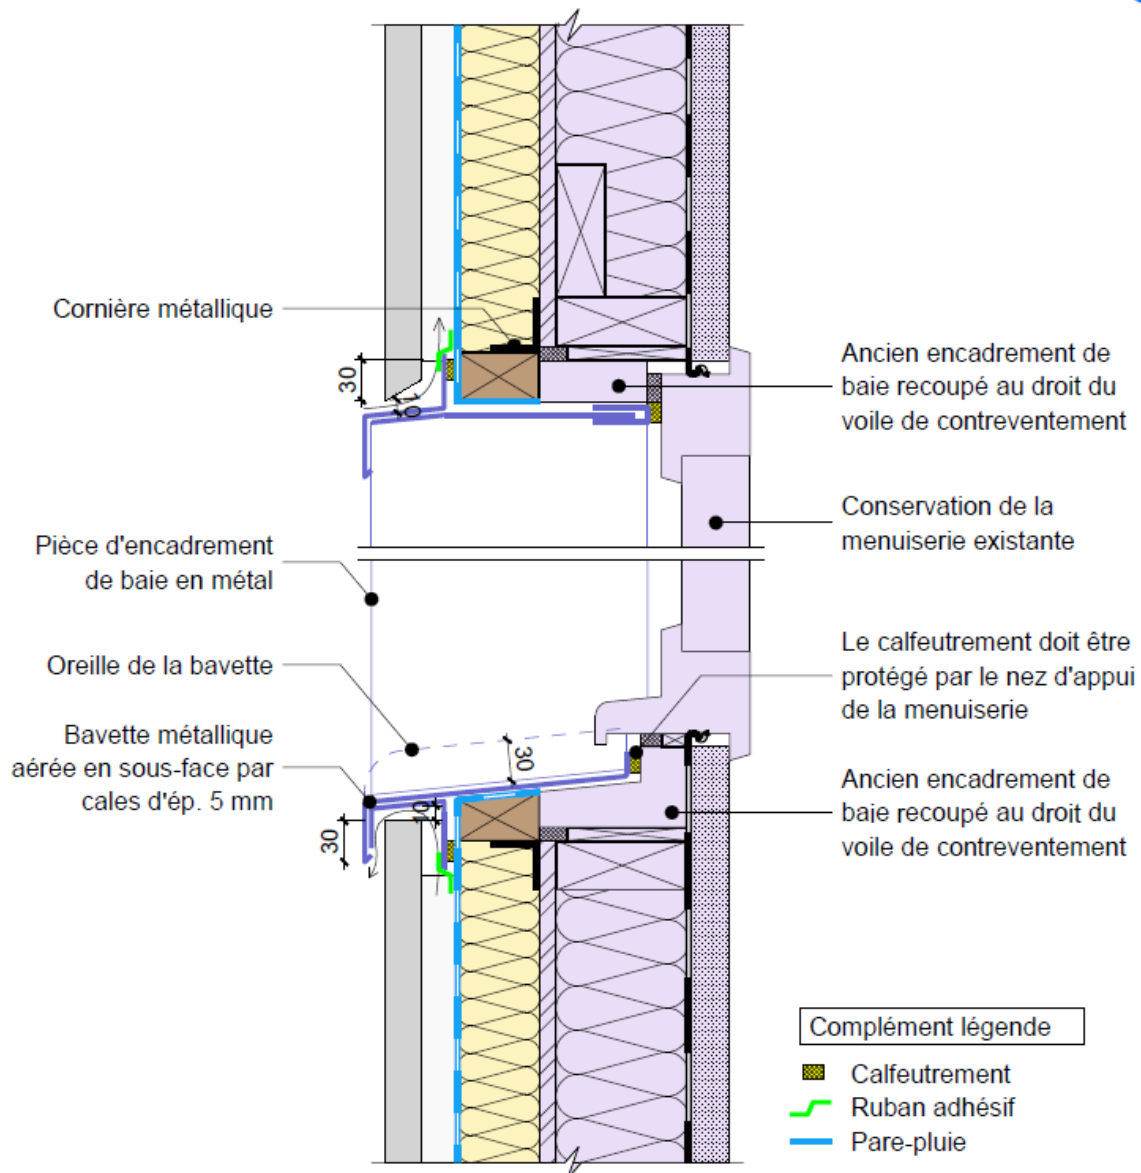 Cornière métallique
30
10
Ancien encadrement de
baie recoupé au droit du
voile de contreventement
Pièce d'encadrement
de baie en métal
Conservation de la
menuiserie existante
Oreille de la bavette
Le calfeutrement doit être
protégé par le nez d'appui
de la menuiserie
Bavette métallique
aérée en sous-face par
cales d'ép. 5 mm
30
10
30
Ancien encadrement de
baie recoupé au droit du
voile de contreventement
Complément légende
Calfeutrement
Ruban adhésif
Pare-pluie